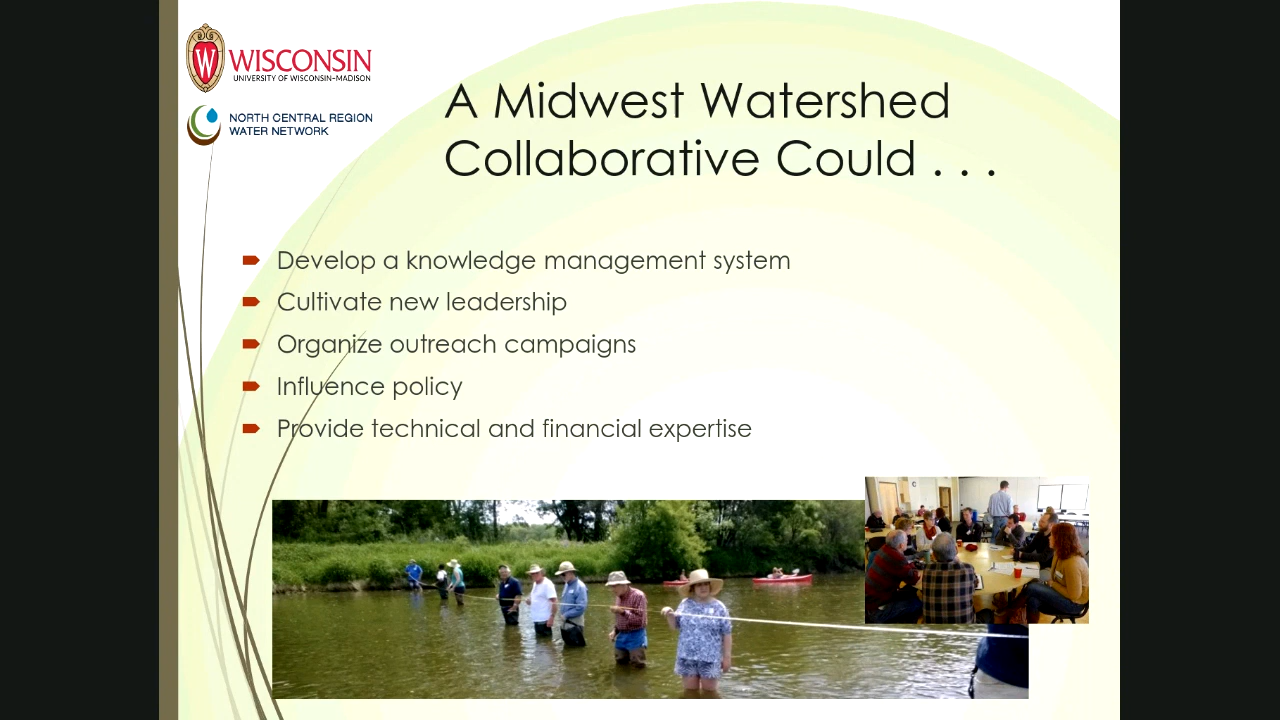 W
WISCONSIN
UNIVERSITY OF WISCONSIN–MADISON
NORTH CENTRAL REGION
WATER NETWORK
A Midwest Watershed
Collaborative Could . . .
Develop a knowledge management system
Cultivate new leadership
Organize outreach campaigns
Influence policy
Provide technical and financial expertise